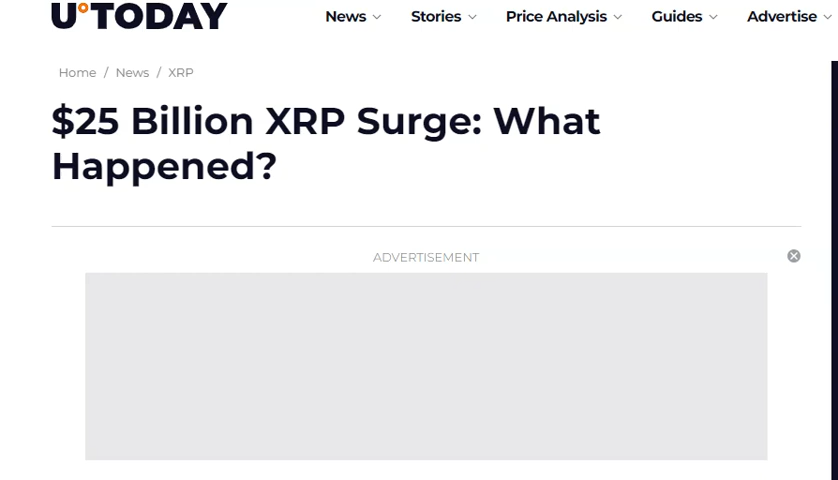 U°TODAY News Stories Price Analysis Guides Advertise
Home / News / XRP
$25 Billion XRP Surge: What
Happened?
ADVERTISEMENT